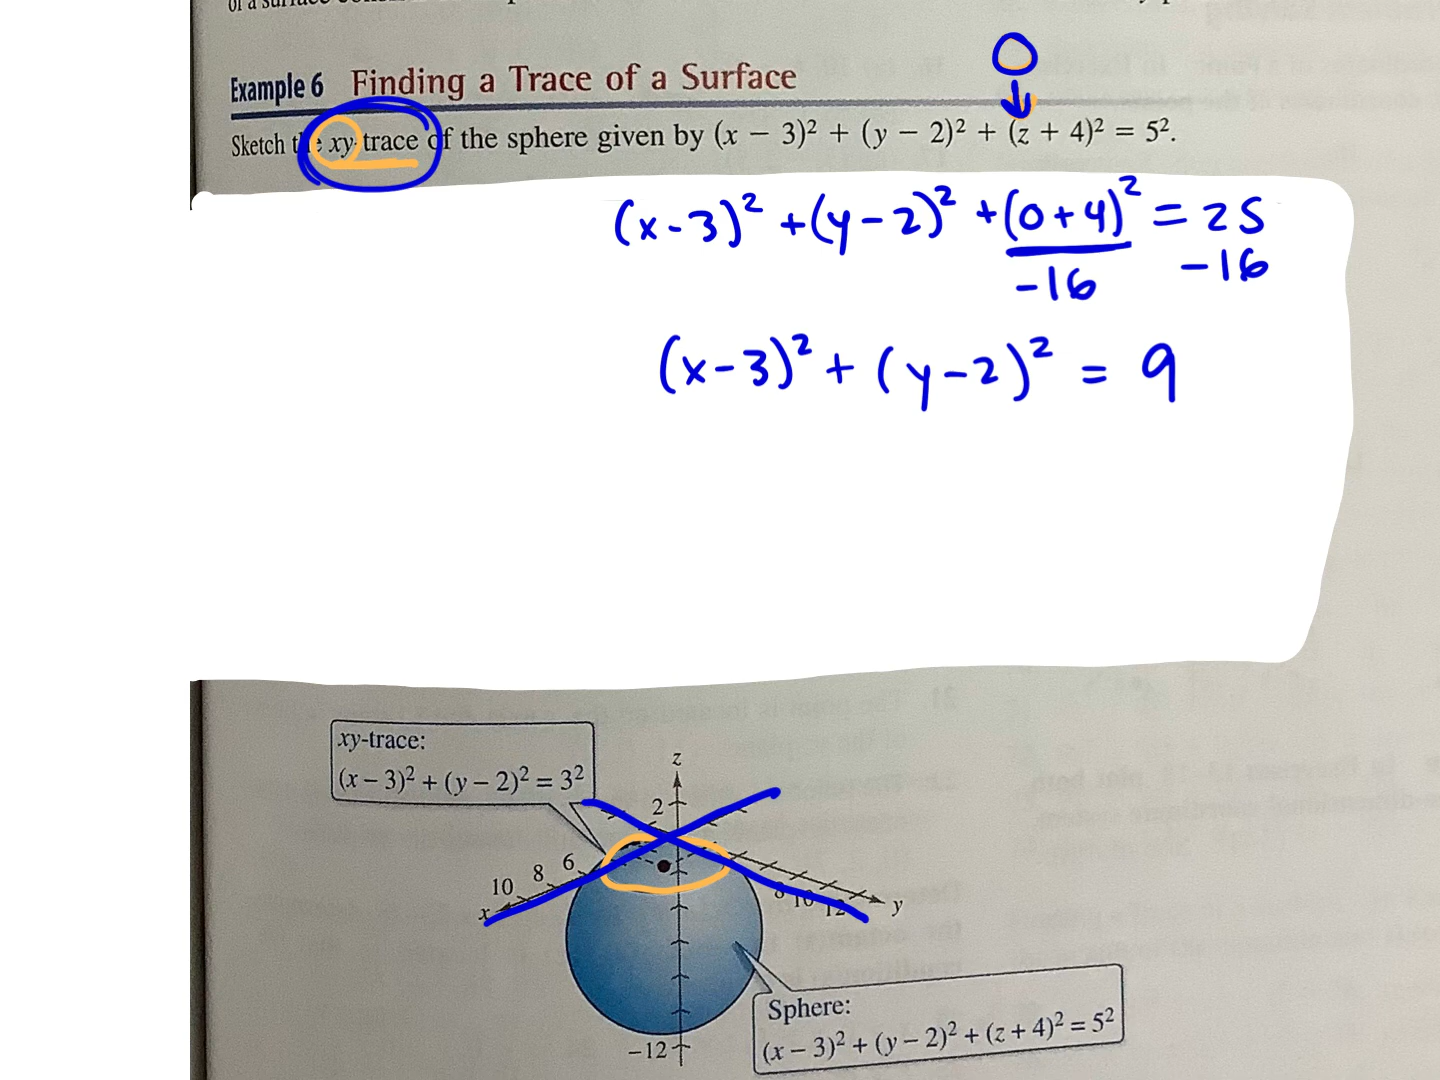 Example 6 Finding a Trace of a Surface
0
Sketch the xy-trace of the sphere given by (x − 3)² + (y − 2)² + (z + 4)² = 5².
(x-3)² + (y-2)² + (0+4)² = 25
-16 -16
(x-3)² + (y-2)² = 9
xy-trace:
(x − 3)² + (y − 2)² = 3²
z
2
10 8 6
x
8 10 12
y
Sphere:
(x − 3)² + (y − 2)² + (z + 4)² = 5²
−12